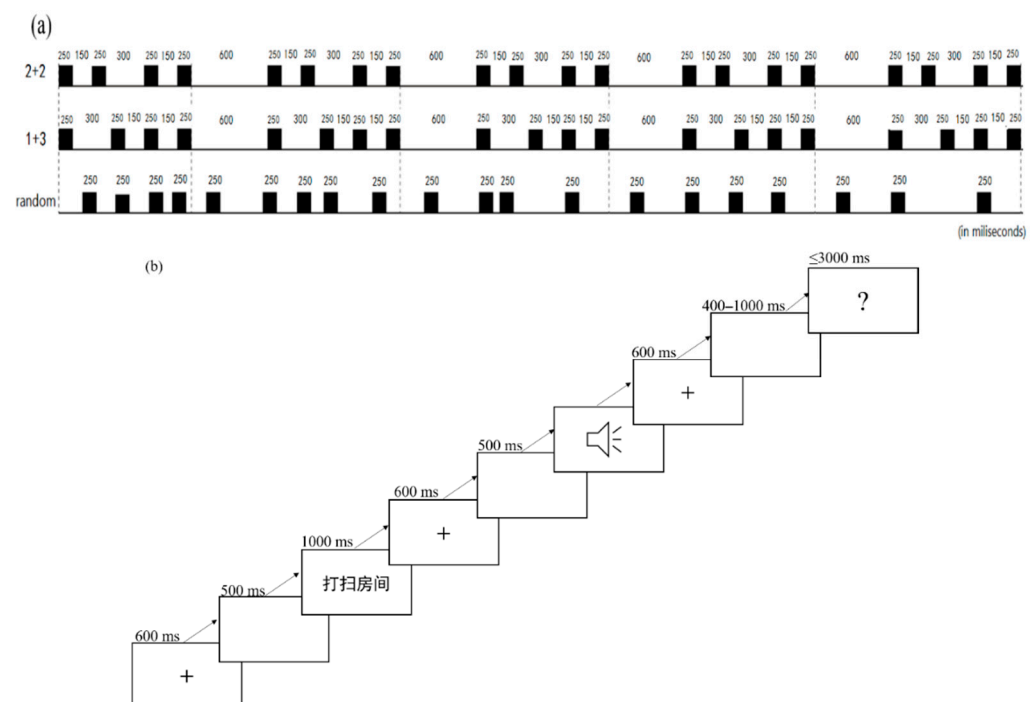 (a)
250 150 250 300 250 150 250 600 250 150 250 300 250 150 250 600 250 150 250 300 250 150 250 600 250 150 250 300 250 150 250 600 250 150 250 300 250 150 250
2+2
250 300 250 150 250 150 250 600 250 300 250 150 250 150 250 600 250 300 250 150 250 150 250 600 250 300 250 150 250 150 250 600 250 300 250 150 250 150 250
1+3
250 250 250 250 250 250 250 250 250 250 250 250 250 250 250 250 250 250 250 250
random
(in miliseconds)
(b)
≤3000 ms
?
400–1000 ms
600 ms
+
500 ms
600 ms
+
1000 ms
打扫房间
500 ms
600 ms
+